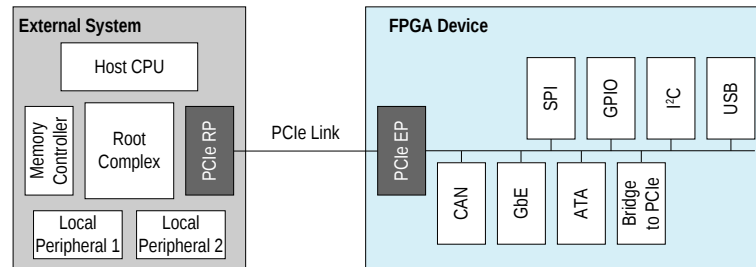 External System
Host CPU
Memory
Controller
Root
Complex
PCIe RP
Local
Peripheral 1
Local
Peripheral 2
PCIe Link
FPGA Device
PCIe EP
SPI
GPIO
I²C
USB
CAN
GbE
ATA
Bridge
to PCIe